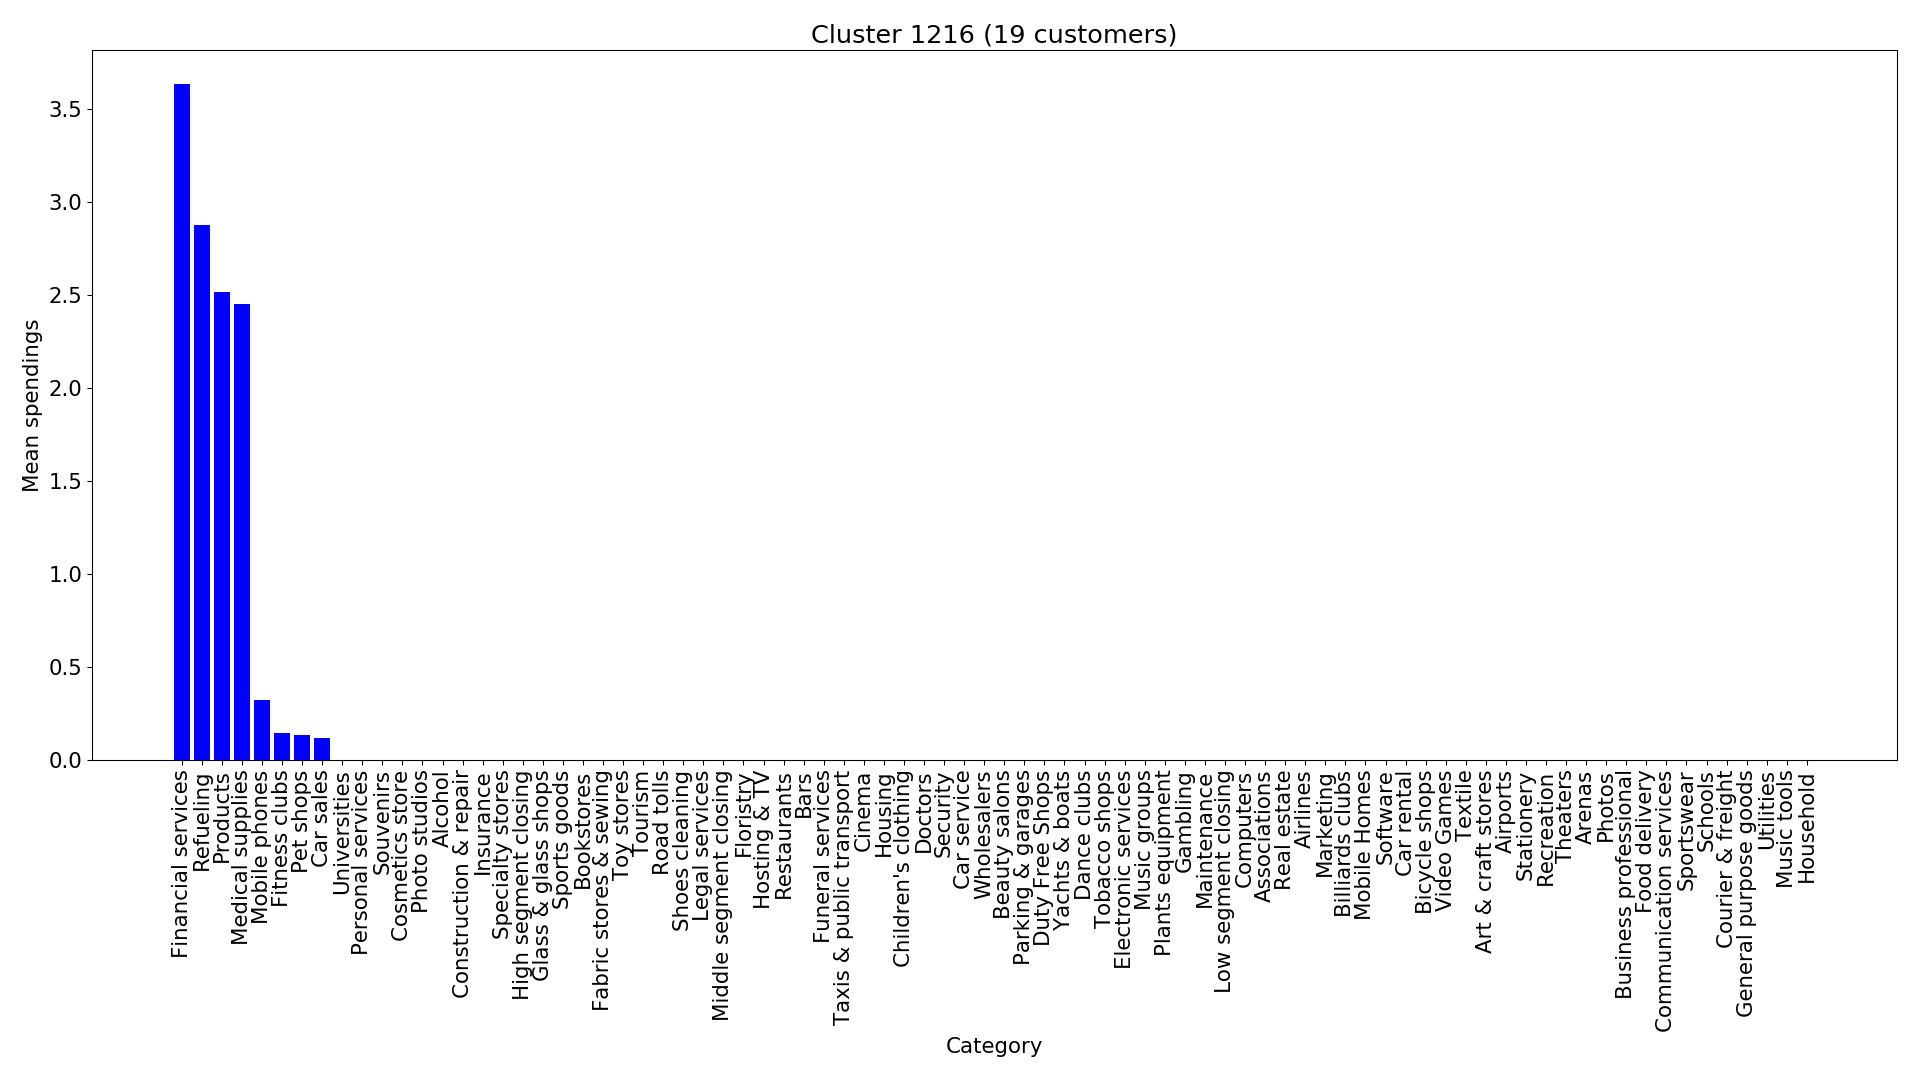 Cluster 1216 (19 customers)
Mean spendings
3.5
3.0
2.5
2.0
1.5
1.0
0.5
0.0
Financial services
Refueling
Products
Medical supplies
Mobile phones
Fitness clubs
Pet shops
Car sales
Universities
Personal services
Souvenirs
Cosmetics store
Photo studios
Alcohol
Construction & repair
Insurance
Specialty stores
High segment closing
Glass & glass shops
Sports goods
Bookstores
Fabric stores & sewing
Toy stores
Tourism
Road tolls
Shoes cleaning
Legal services
Middle segment closing
Floristry
Hosting & TV
Restaurants
Bars
Funeral services
Taxis & public transport
Cinema
Housing
Children's clothing
Doctors
Security
Car service
Wholesalers
Beauty salons
Parking & garages
Duty Free Shops
Yachts & boats
Dance clubs
Tobacco shops
Electronic services
Music groups
Plants equipment
Gambling
Maintenance
Low segment closing
Computers
Associations
Real estate
Airlines
Marketing
Billiards clubs
Mobile Homes
Software
Car rental
Bicycle shops
Video Games
Textile
Art & craft stores
Airports
Stationery
Recreation
Theaters
Arenas
Photos
Business professional
Food delivery
Communication services
Sportswear
Schools
Courier & freight
General purpose goods
Utilities
Music tools
Household
Category